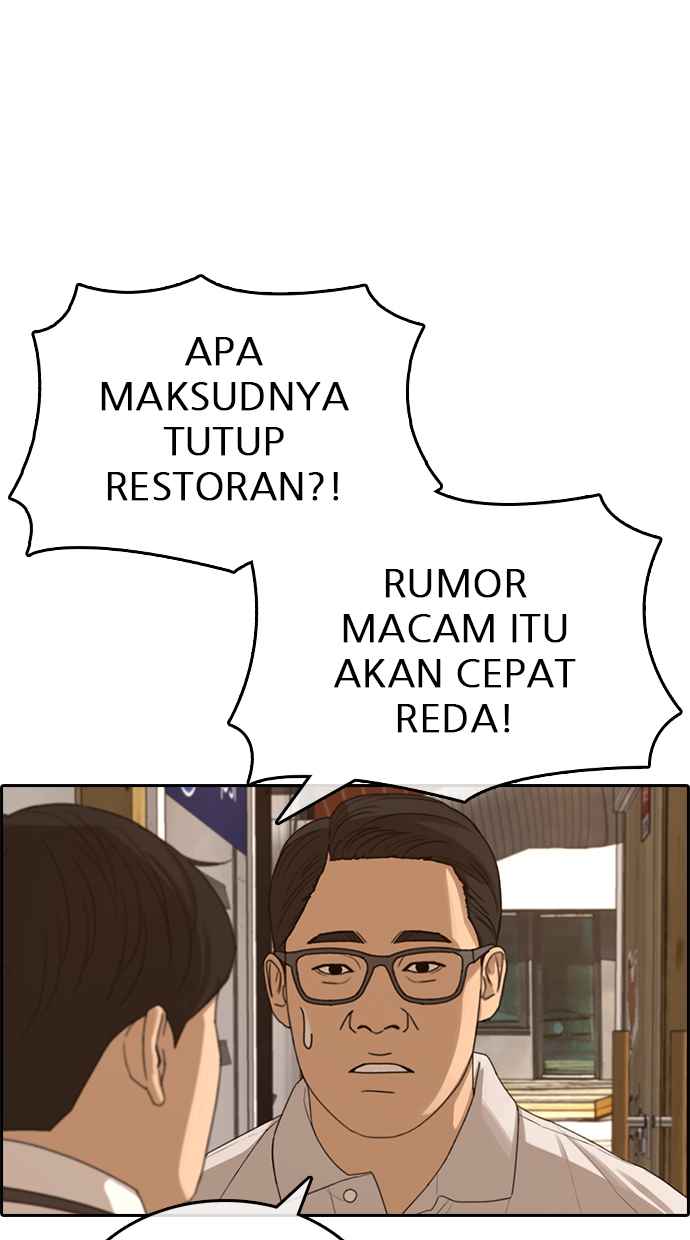 APA
MAKSUDNYA
TUTUP
RESTORAN?!
RUMOR
MACAM ITU
AKAN CEPAT
REDA!